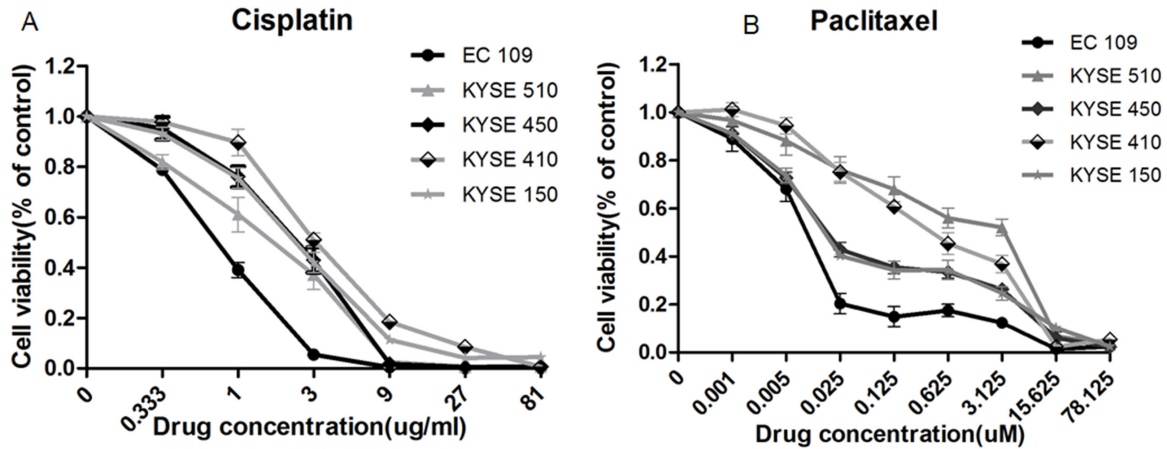 A
Cisplatin
EC 109
KYSE 510
KYSE 450
KYSE 410
KYSE 150
Cell viability(% of control)
1.2
1.0
0.8
0.6
0.4
0.2
0.0
0
0.333
1
3
9
27
81
Drug concentration(ug/ml)
B
Paclitaxel
EC 109
KYSE 510
KYSE 450
KYSE 410
KYSE 150
Cell viability(% of control)
1.2
1.0
0.8
0.6
0.4
0.2
0.0
0
0.001
0.005
0.025
0.125
0.625
3.125
15.625
78.125
Drug concentration(uM)